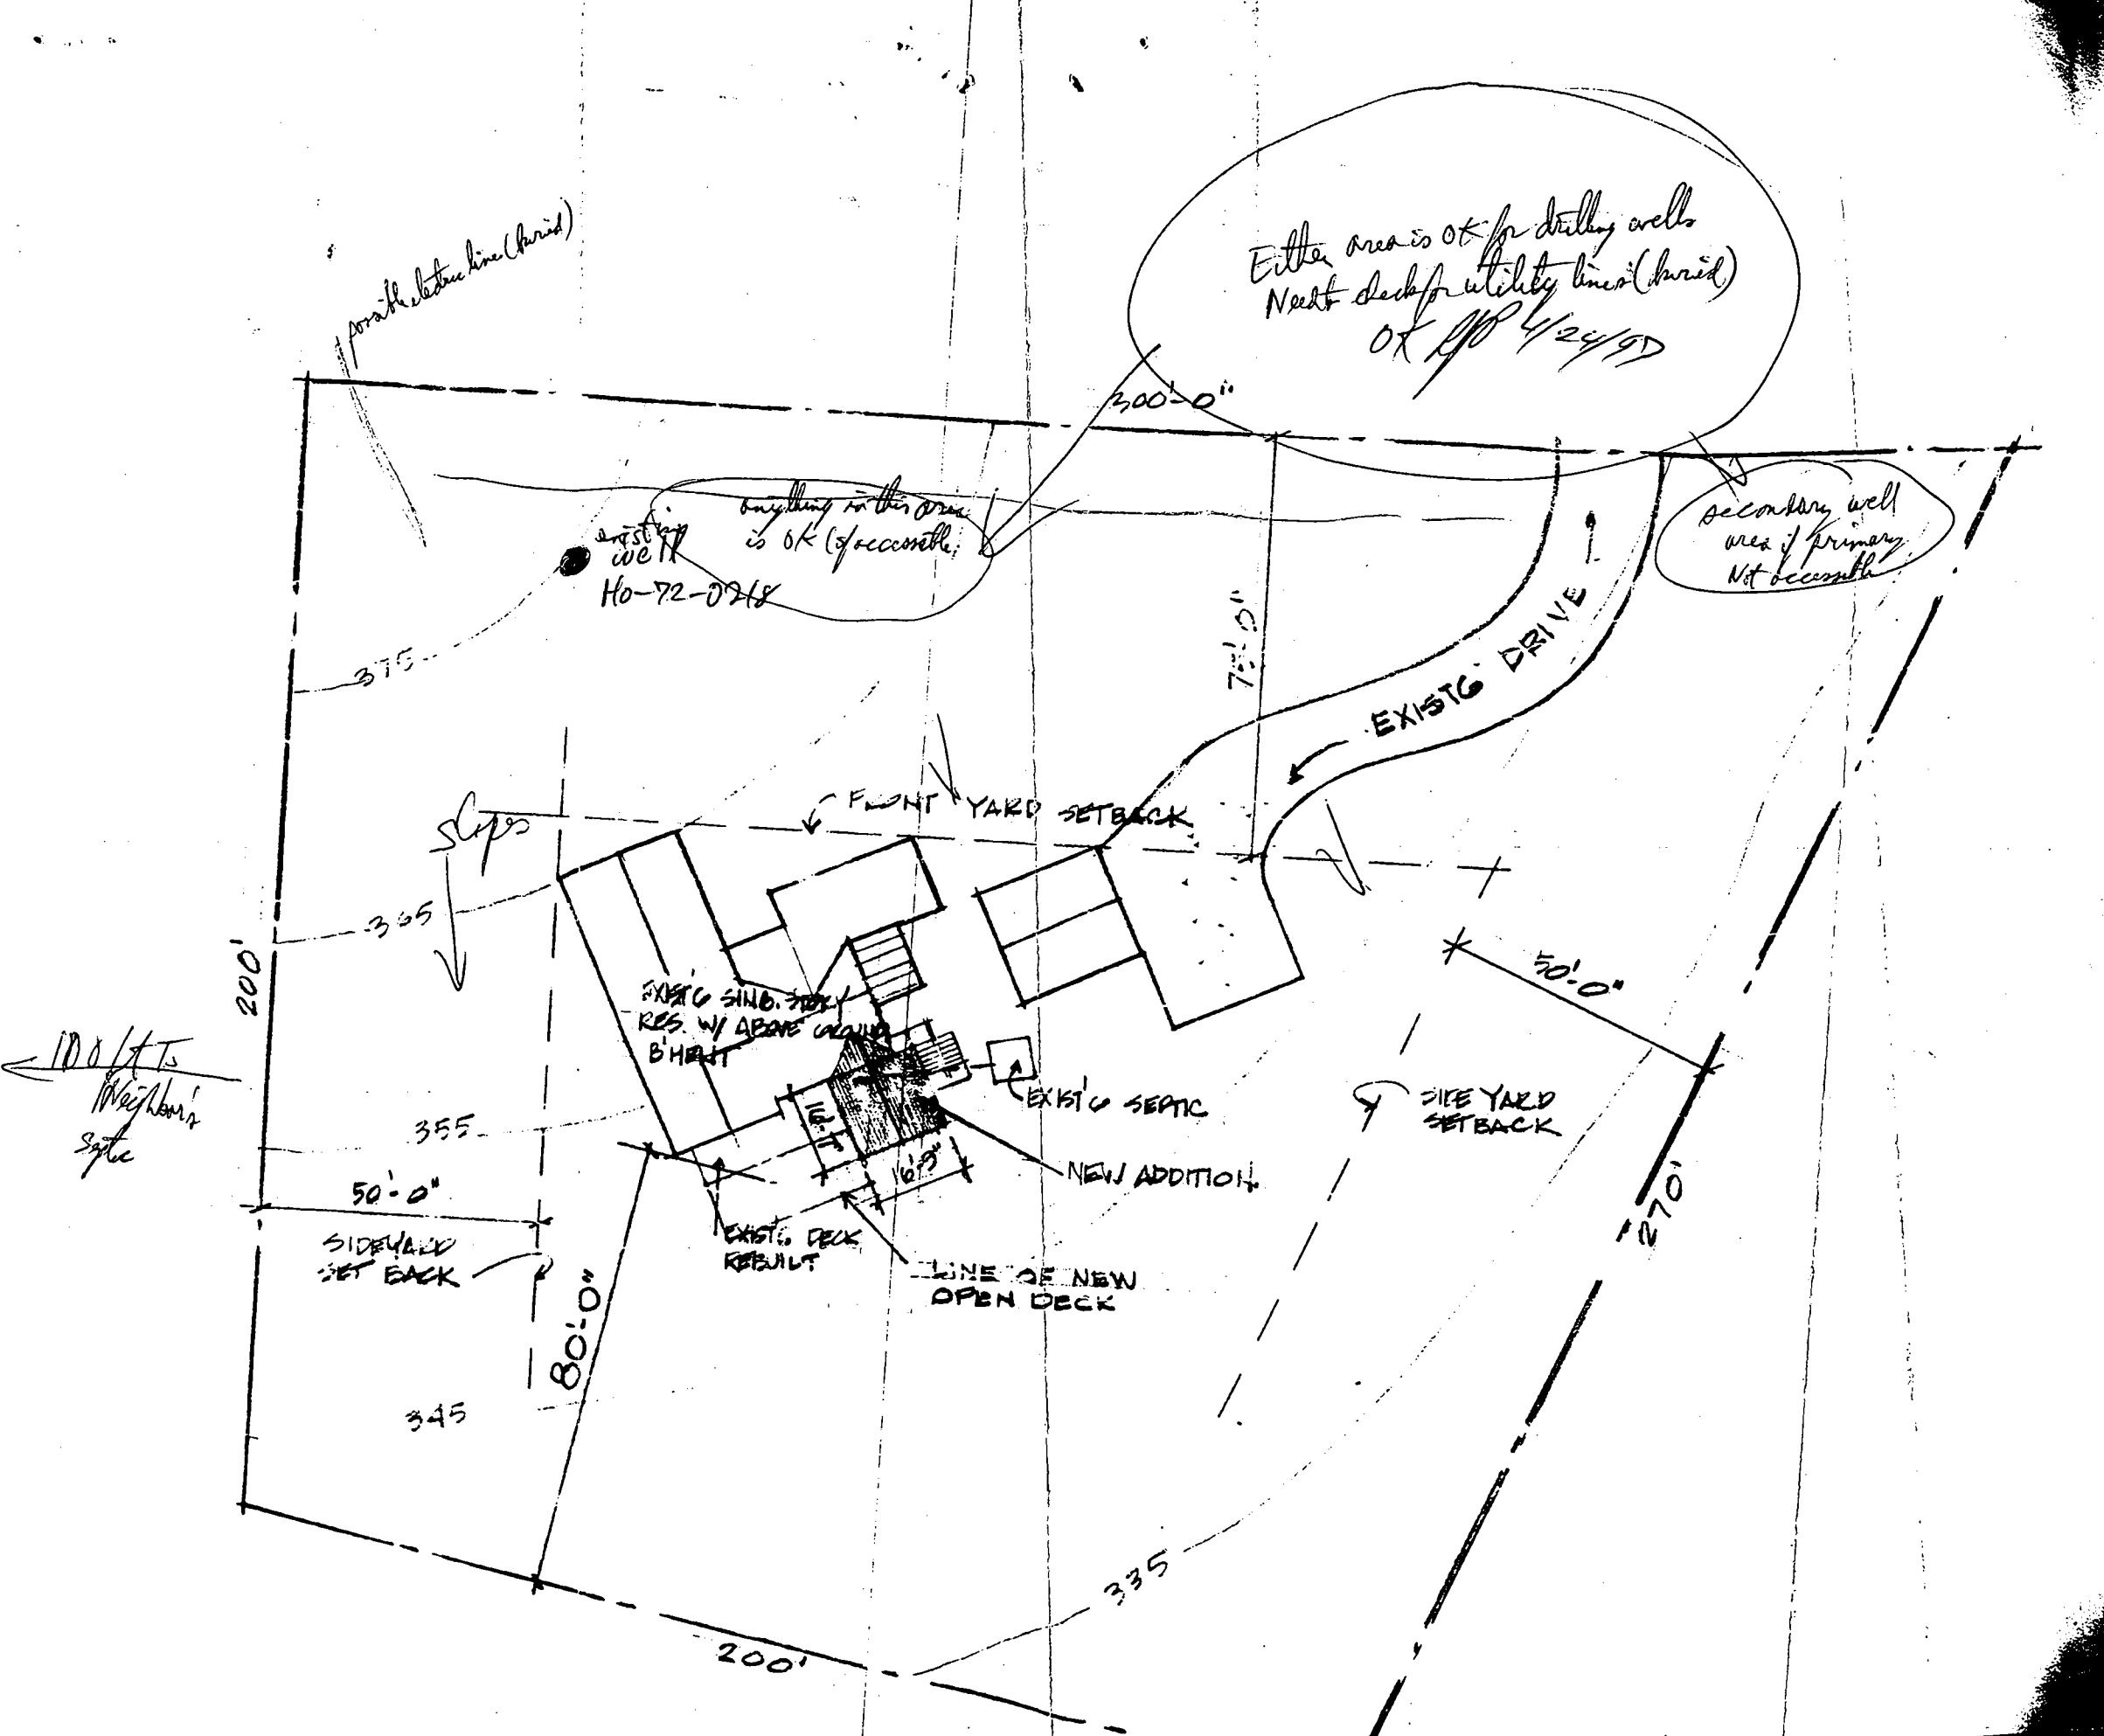 possible electric line (buried)
Either area is OK for drilling wells
Need to check for utility lines (buried)
OK 4/24/90
300'-0"
existing
well
HO-72-0218
anything in this area
is OK (if accessible)
secondary well
area if primary
Not accessible
375
75'-0"
EXIST'G DRIVE
slopes
FRONT YARD SETBACK
365
200'
50'-0"
EXIST'G SING. STORY
RES. W/ ABOVE GROUND
B'MENT
100 ft To
Neighbor's
Septic
EXIST'G SEPTIC
SIDE YARD
SETBACK
355
16'-9"
NEW ADDITION
50'-0"
SIDEYARD
SET BACK
EXIST'G DECK
REBUILT
LINE OF NEW
OPEN DECK
270'
80'-0"
345
335
200'